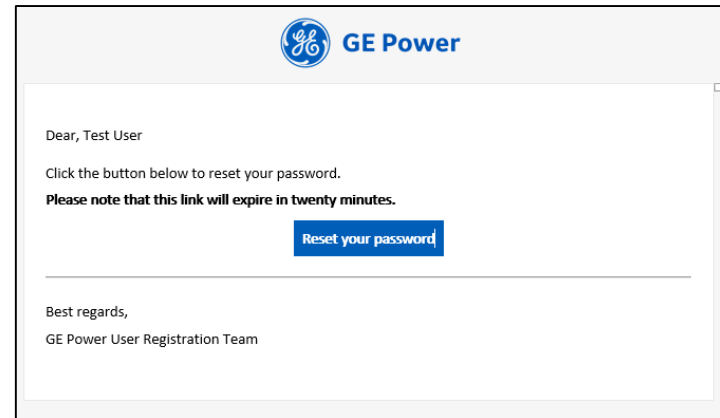 GE Power
Dear, Test User
Click the button below to reset your password.
Please note that this link will expire in twenty minutes.
Reset your password
Best regards,
GE Power User Registration Team